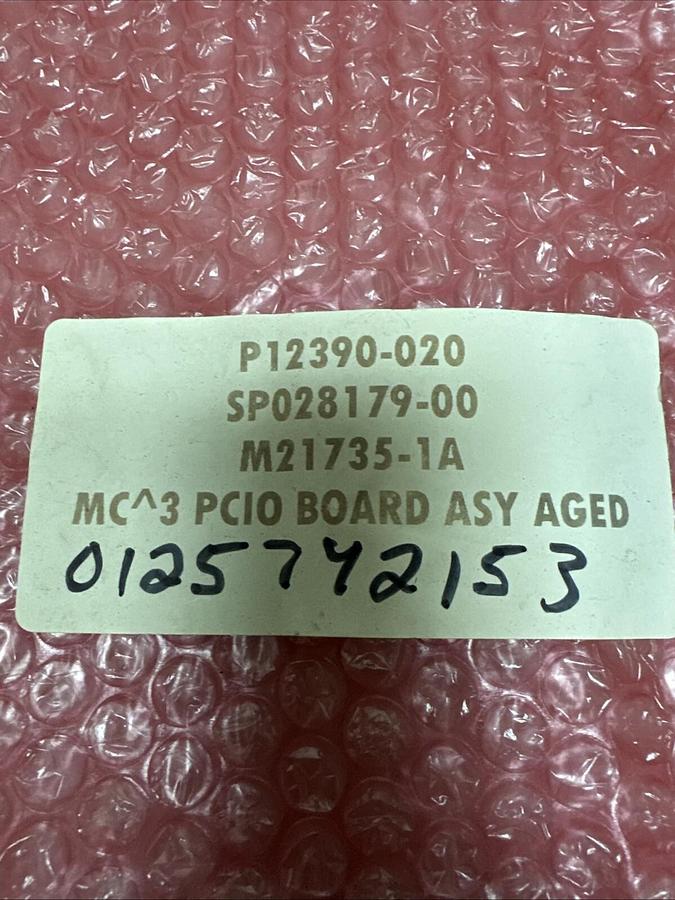 P12390-020
SP028179-00
M21735-1A
MC^3 PCIO BOARD ASY AGED
0125742153